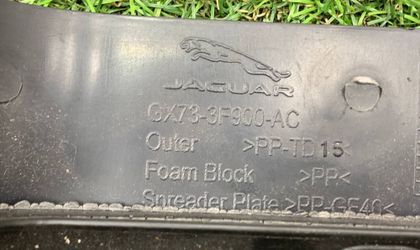 JAGUAR
GX73-3F900-AC
Outer >PP-TD15<
Foam Block >PP<
Spreader Plate >PP-GF40<